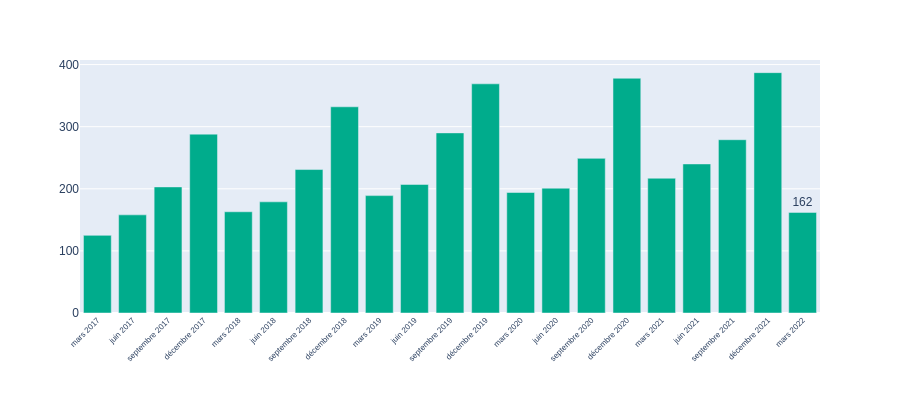 400
300
200
100
0
162
mars 2017
juin 2017
septembre 2017
décembre 2017
mars 2018
juin 2018
septembre 2018
décembre 2018
mars 2019
juin 2019
septembre 2019
décembre 2019
mars 2020
juin 2020
septembre 2020
décembre 2020
mars 2021
juin 2021
septembre 2021
décembre 2021
mars 2022